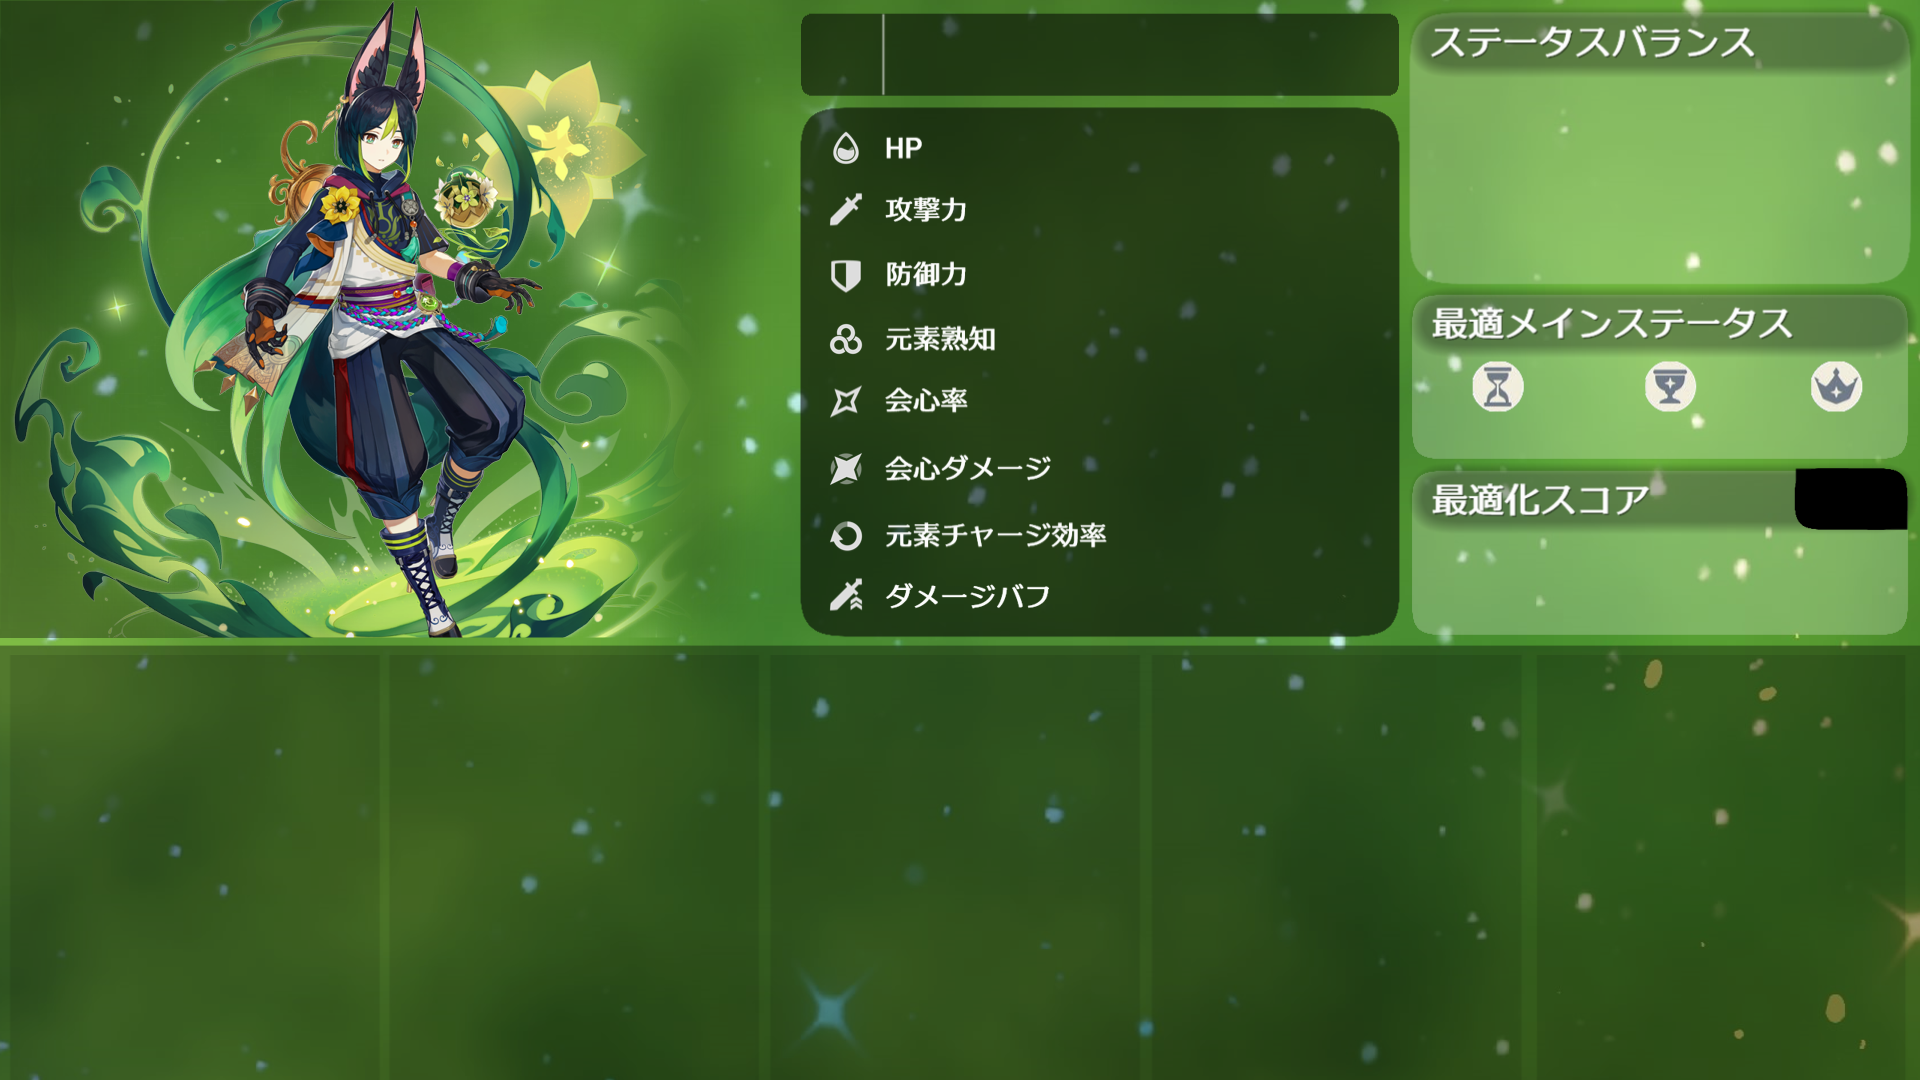 HP
攻撃力
防御力
元素熟知
会心率
会心ダメージ
元素チャージ効率
ダメージバフ
ステータスバランス
最適メインステータス
最適化スコア